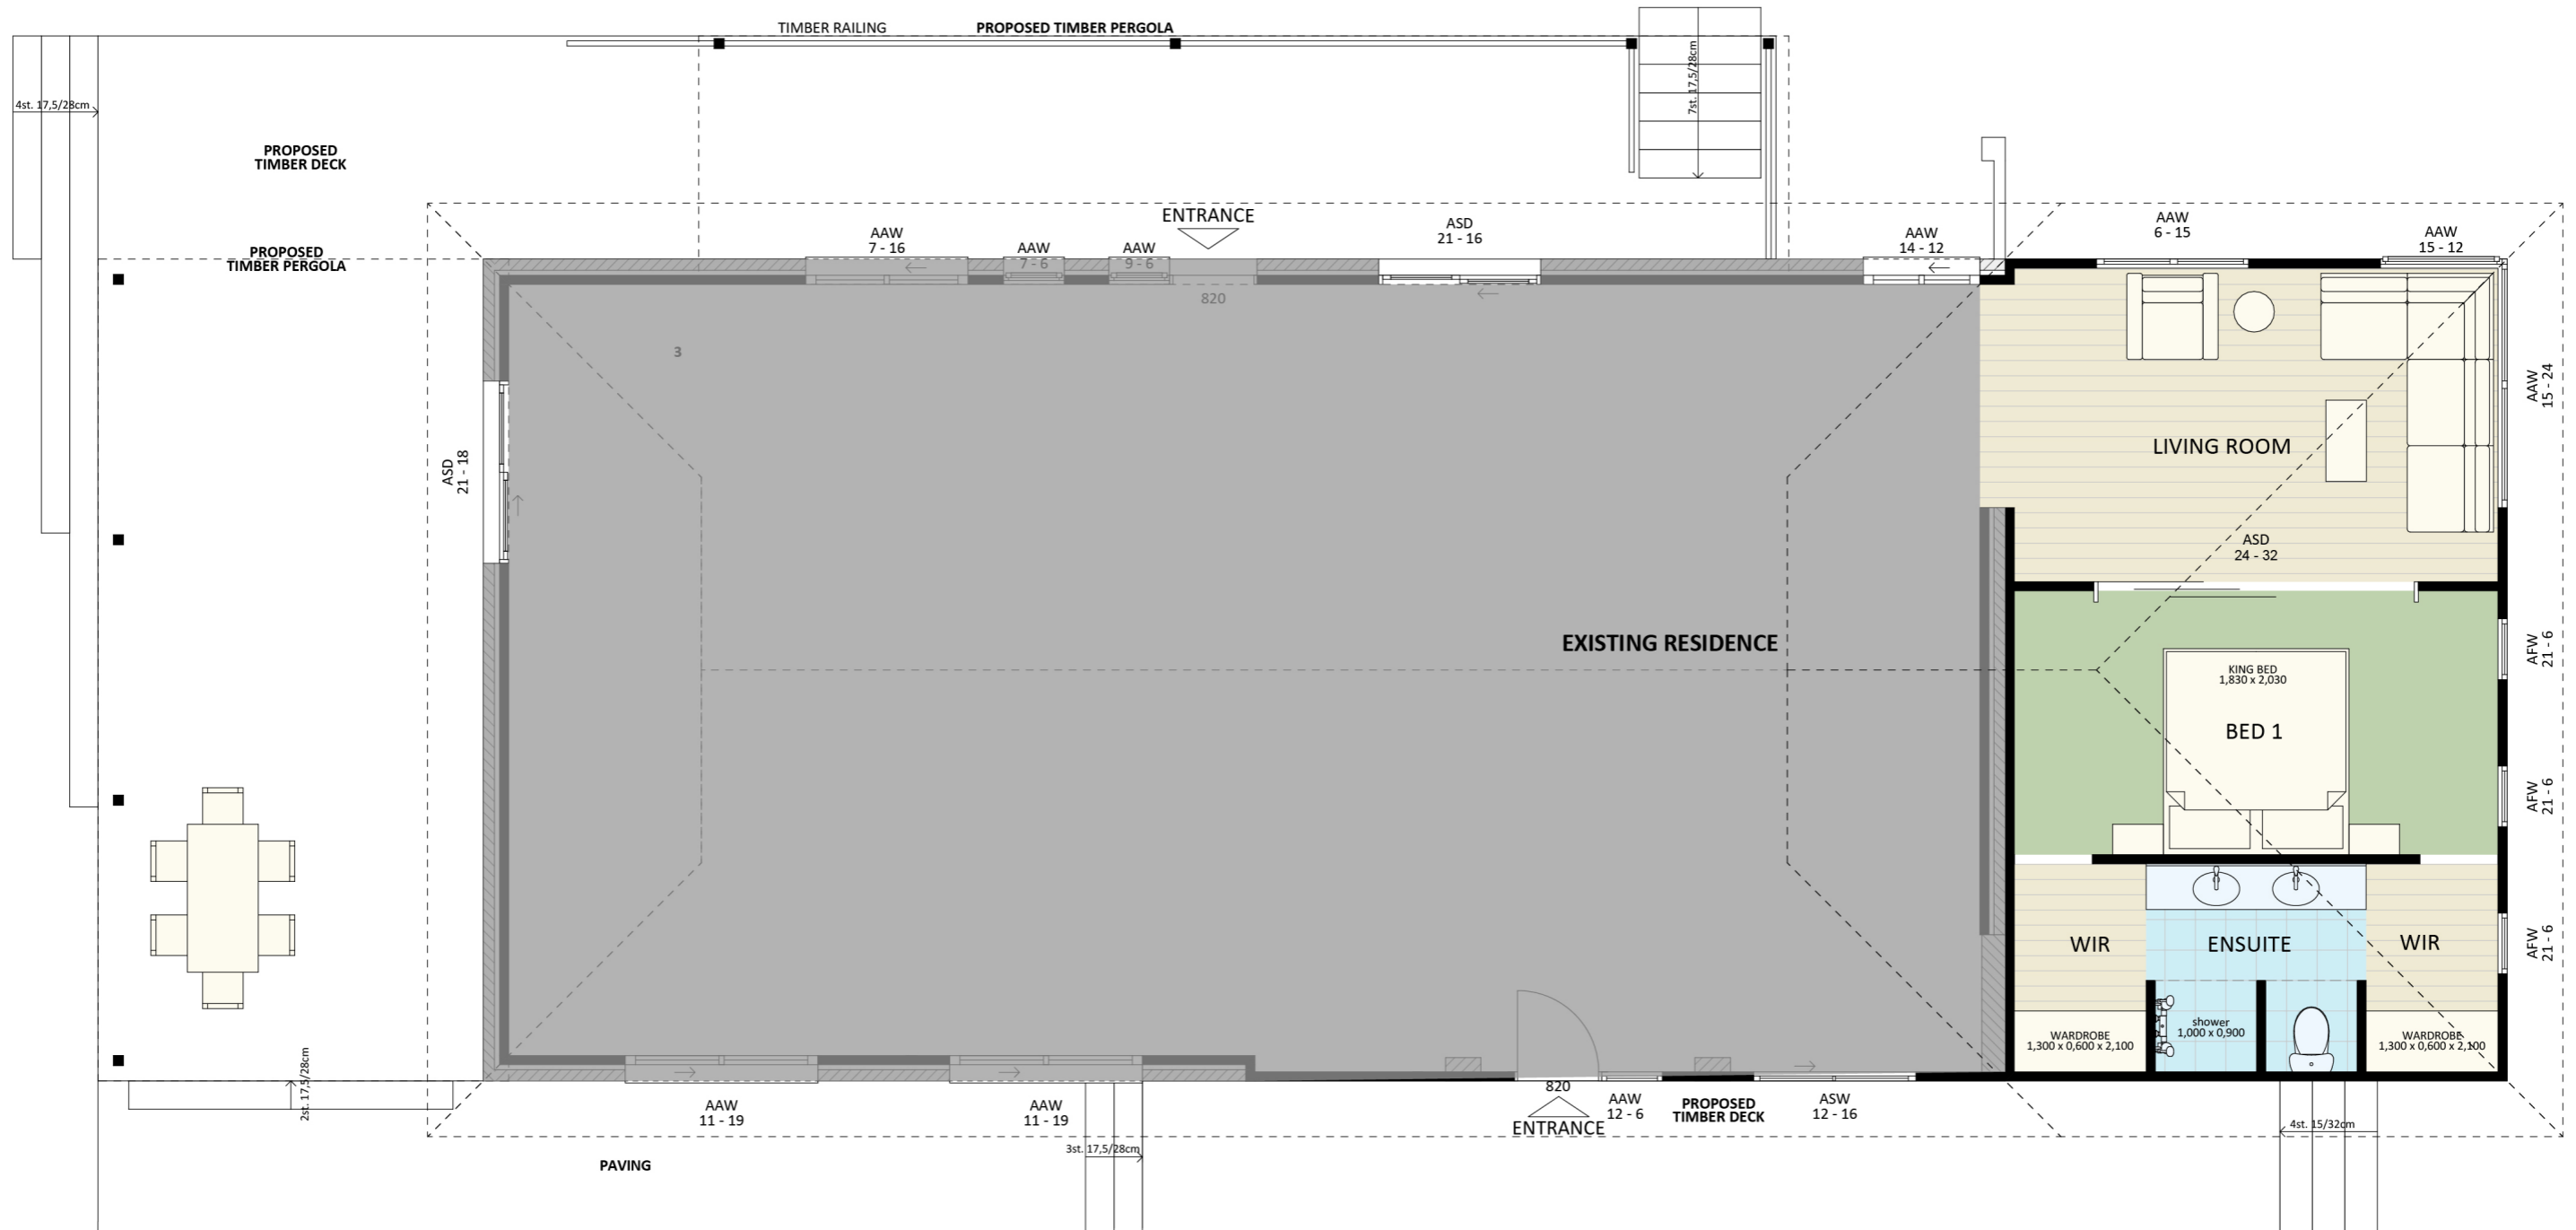 TIMBER RAILING
PROPOSED TIMBER PERGOLA
7st. 17,5/28cm
4st. 17,5/28cm
PROPOSED
TIMBER DECK
PROPOSED
TIMBER PERGOLA
ENTRANCE
AAW
7 - 16
AAW
7 - 6
AAW
9 - 6
820
ASD
21 - 16
AAW
14 - 12
AAW
6 - 15
AAW
15 - 12
AAW
15 - 24
3
ASD
21 - 18
LIVING ROOM
ASD
24 - 32
EXISTING RESIDENCE
KING BED
1,830 x 2,030
BED 1
AFW
21 - 6
AFW
21 - 6
AFW
21 - 6
WIR
ENSUITE
WIR
WARDROBE
1,300 x 0,600 x 2,100
shower
1,000 x 0,900
WARDROBE
1,300 x 0,600 x 2,100
2st. 17,5/28cm
AAW
11 - 19
AAW
11 - 19
3st. 17,5/28cm
820
ENTRANCE
AAW
12 - 6
PROPOSED
TIMBER DECK
ASW
12 - 16
4st. 15/32cm
PAVING